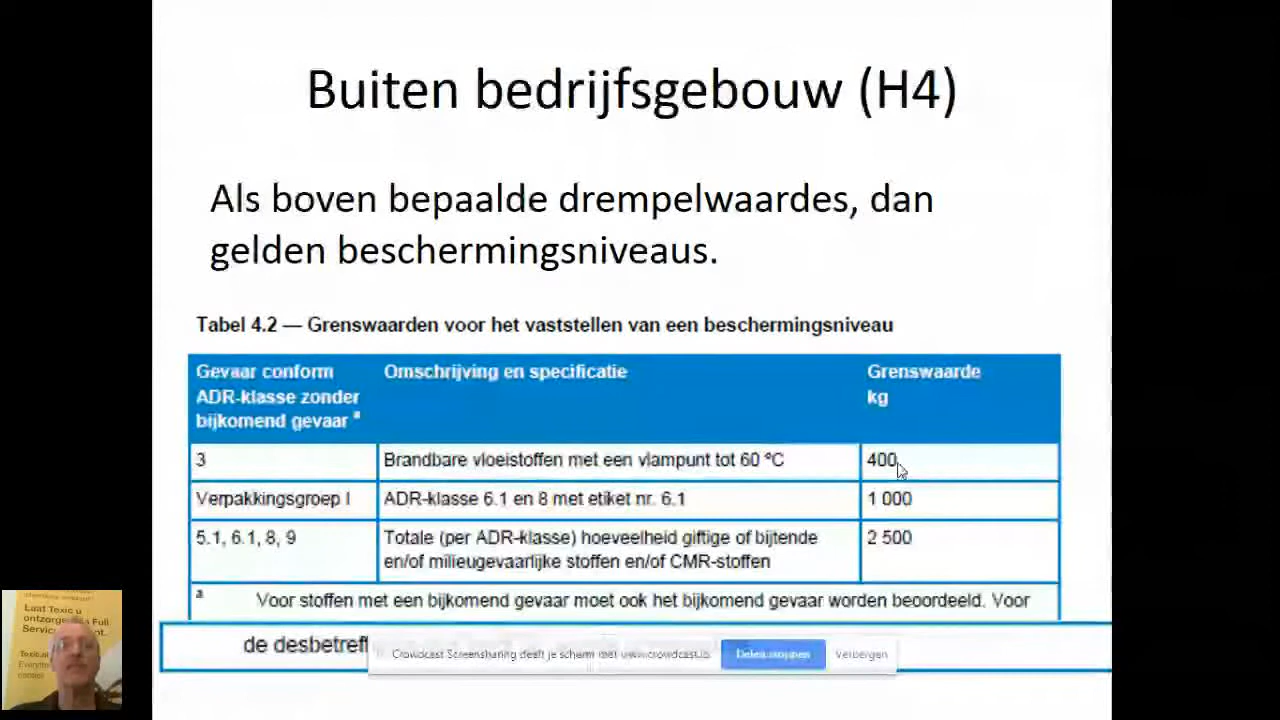 Buiten bedrijfsgebouw (H4)
Als boven bepaalde drempelwaardes, dan
gelden beschermingsniveaus.
Tabel 4.2 — Grenswaarden voor het vaststellen van een beschermingsniveau
Gevaar conform
ADR-klasse zonder
bijkomend gevaar ª
Omschrijving en specificatie
Grenswaarde
kg
3
Brandbare vloeistoffen met een vlampunt tot 60 ºC
400
Verpakkingsgroep I
ADR-klasse 6.1 en 8 met etiket nr. 6.1
1 000
5.1, 6.1, 8, 9
Totale (per ADR-klasse) hoeveelheid giftige of bijtende
en/of milieugevaarlijke stoffen en/of CMR-stoffen
2 500
ª Voor stoffen met een bijkomend gevaar moet ook het bijkomend gevaar worden beoordeeld. Voor
de
Crowdcast Screensharing deelt je scherm met www.crowdcast.io.
Delen stoppen
Verbergen
Laat Toxic u
Full